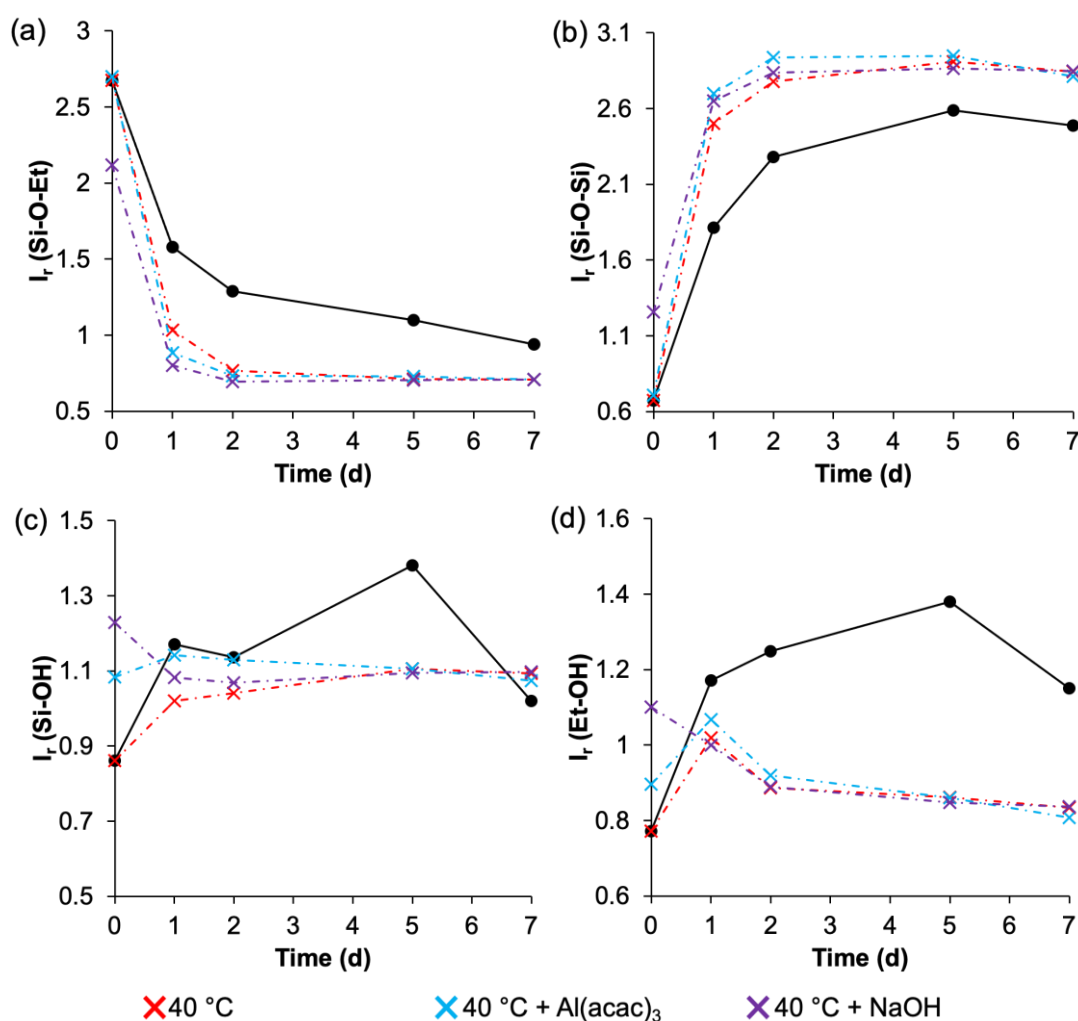 (a)
3
2.5
2
1.5
1
0.5
I_r (Si-O-Et)
0 1 2 3 4 5 6 7
Time (d)
(b)
3.1
2.6
2.1
1.6
1.1
0.6
I_r (Si-O-Si)
0 1 2 3 4 5 6 7
Time (d)
(c)
1.5
1.3
1.1
0.9
0.7
0.5
I_r (Si-OH)
0 1 2 3 4 5 6 7
Time (d)
(d)
1.6
1.4
1.2
1
0.8
0.6
I_r (Et-OH)
0 1 2 3 4 5 6 7
Time (d)
40 °C 40 °C + Al(acac)₃ 40 °C + NaOH